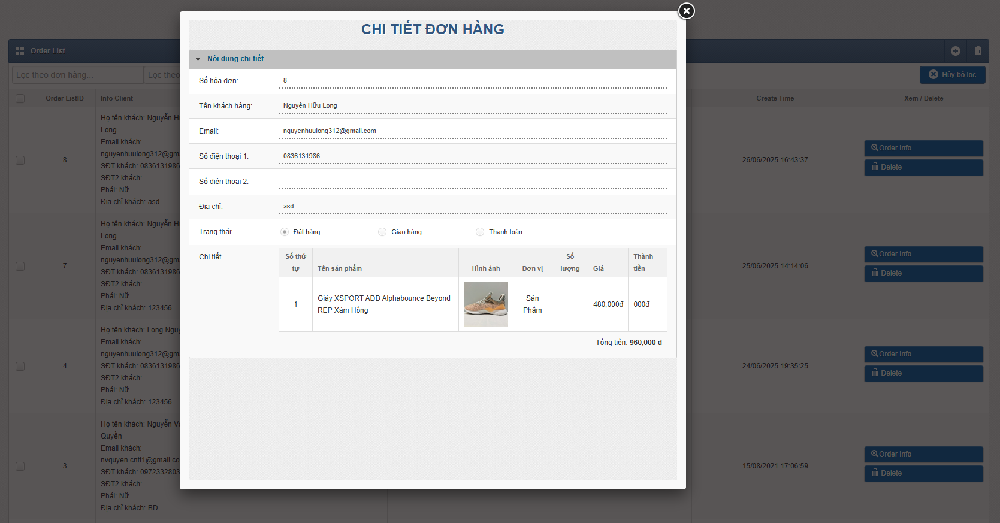 CHI TIẾT ĐƠN HÀNG
Order List
Nội dung chi tiết
Lọc theo đơn hàng...
Lọc theo
Hủy bộ lọc
Order ListID
Info Client
Create Time
Xem / Delete
Số hóa đơn:
8
Tên khách hàng:
Nguyễn Hữu Long
Email:
nguyenhuulong312@gmail.com
Số điện thoại 1:
0836131986
Số điện thoại 2:
Địa chỉ:
asd
Trạng thái:
Đặt hàng:
Giao hàng:
Thanh toán:
Chi tiết
Số thứ tự
Tên sản phẩm
Hình ảnh
Đơn vị
Số lượng
Giá
Thành tiền
1
Giày XSPORT ADD Alphabounce Beyond
REP Xám Hồng
Sản Phẩm
480,000đ
000đ
Tổng tiền: 960,000 đ
8
Họ tên khách: Nguyễn H
Long
Email khách:
nguyenhuulong312@gm
SĐT khách: 0836131986
SĐT2 khách:
Phái: Nữ
Địa chỉ khách: asd
26/06/2025 16:43:37
Order Info
Delete
7
Họ tên khách: Nguyễn H
Long
Email khách:
nguyenhuulong312@gm
SĐT khách: 0836131986
SĐT2 khách:
Phái: Nữ
Địa chỉ khách: 123456
25/06/2025 14:14:06
Order Info
Delete
4
Họ tên khách: Long Ngu
Email khách:
nguyenhuulong312@gm
SĐT khách: 0836131986
SĐT2 khách:
Phái: Nữ
Địa chỉ khách: 123456
24/06/2025 19:35:25
Order Info
Delete
3
Họ tên khách: Nguyễn Vă
Quyền
Email khách:
nvquyen.cntt1@gmail.co
SĐT khách: 0972332803
SĐT2 khách:
Phái: Nữ
Địa chỉ khách: BD
15/08/2021 17:06:59
Order Info
Delete